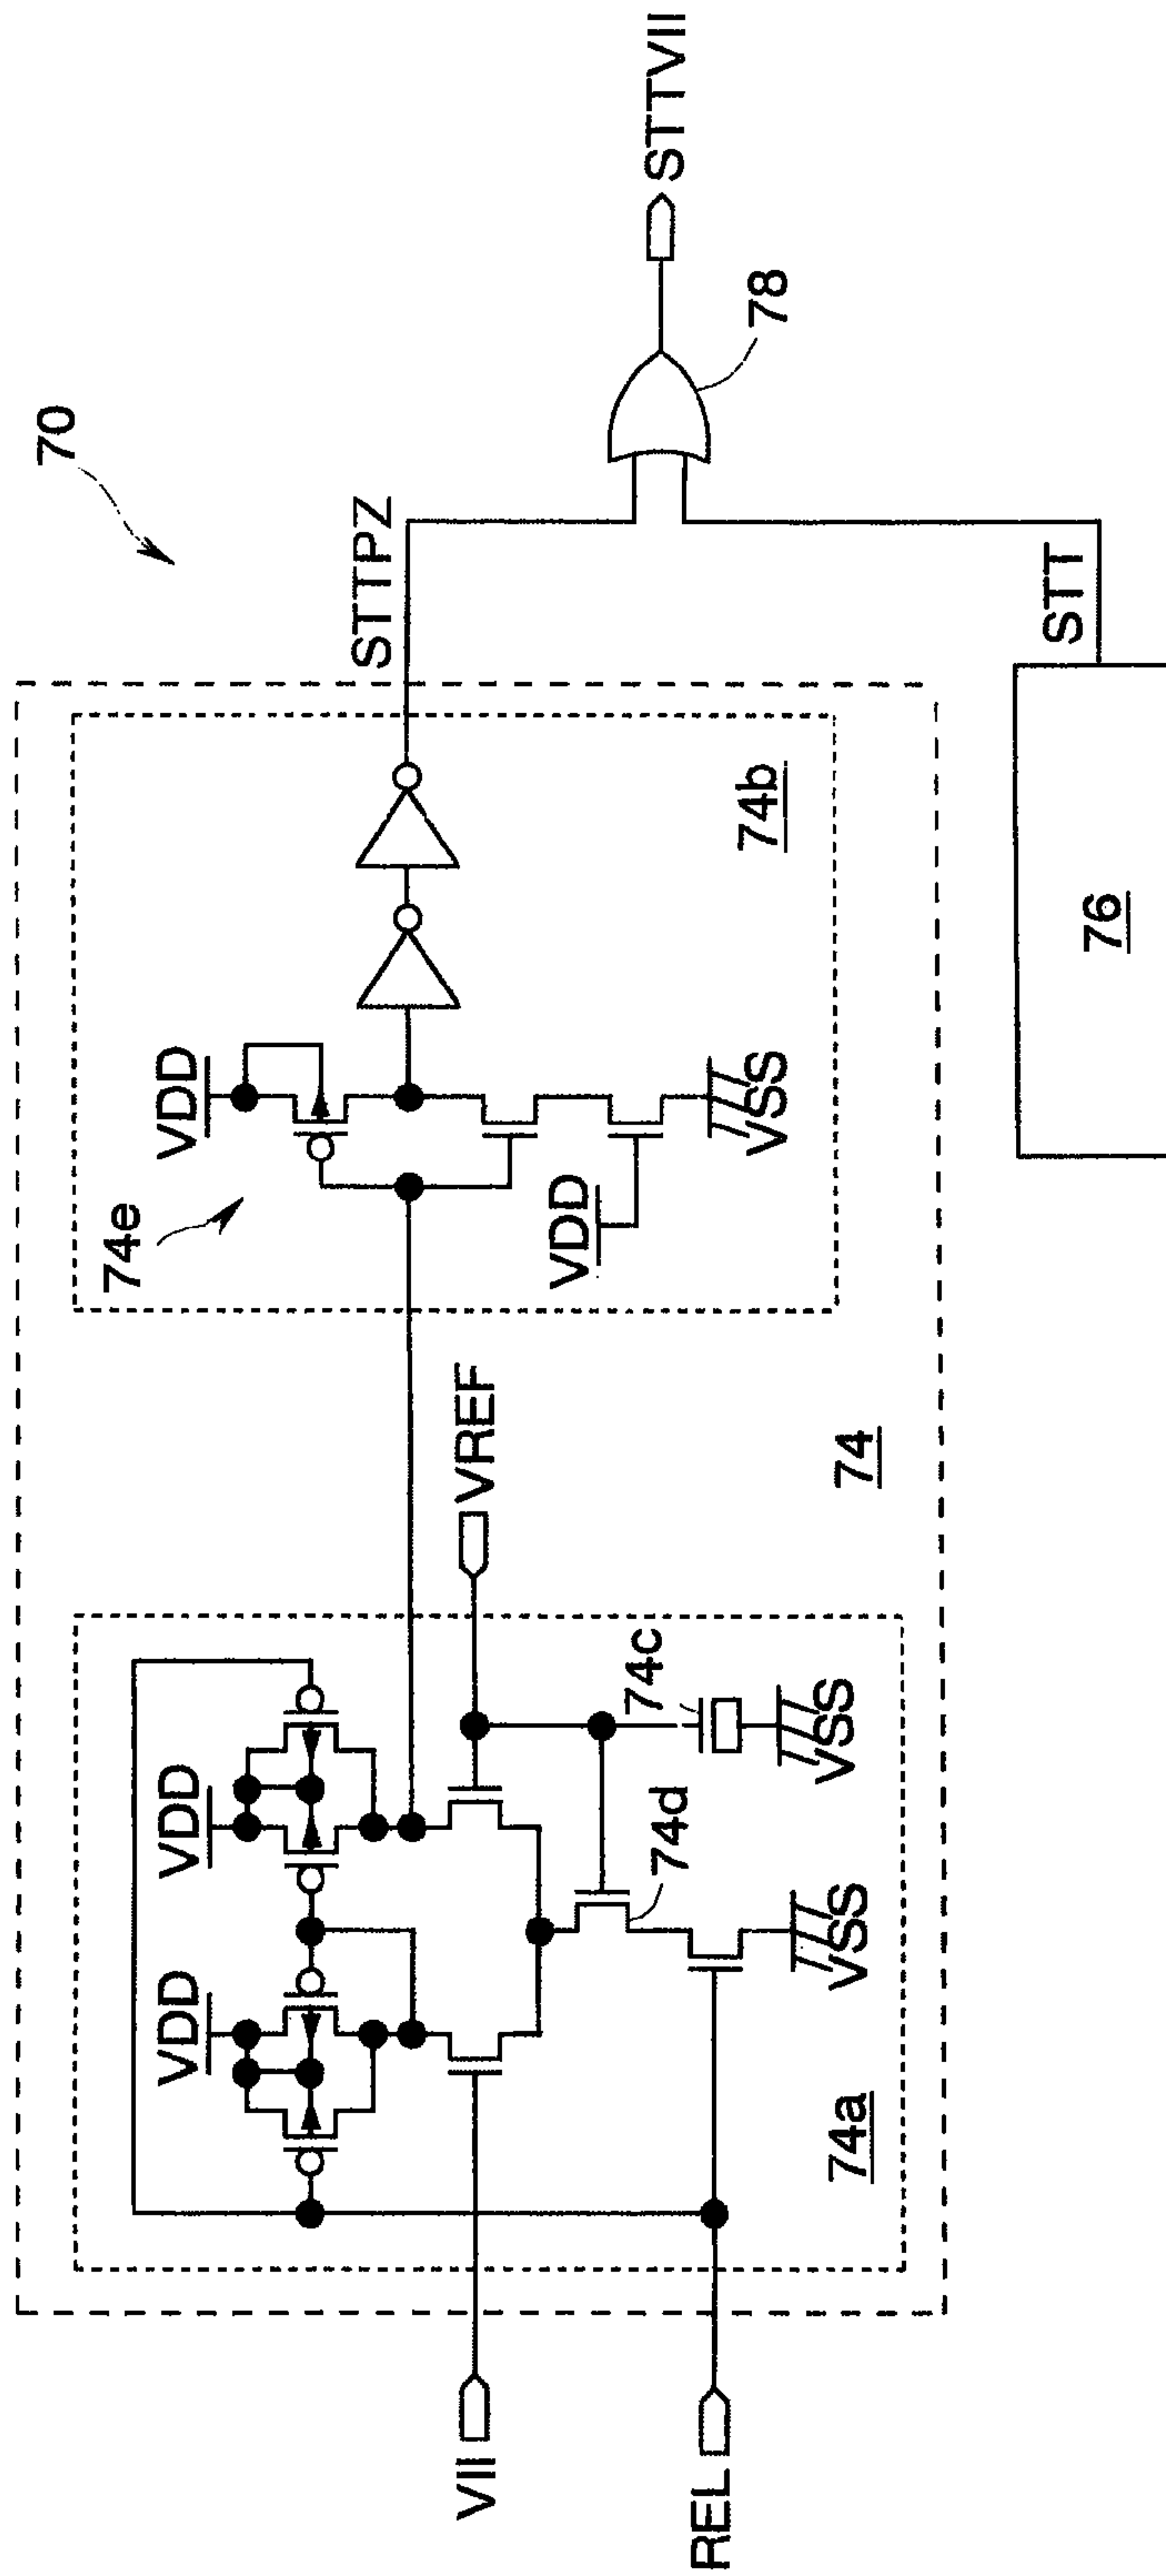 70
VII
REL
VDD
VDD
VREF
74c
74d
VSS
VSS
74a
74
74e
VDD
VDD
VSS
74b
STTPZ
STT
76
78
STTVII